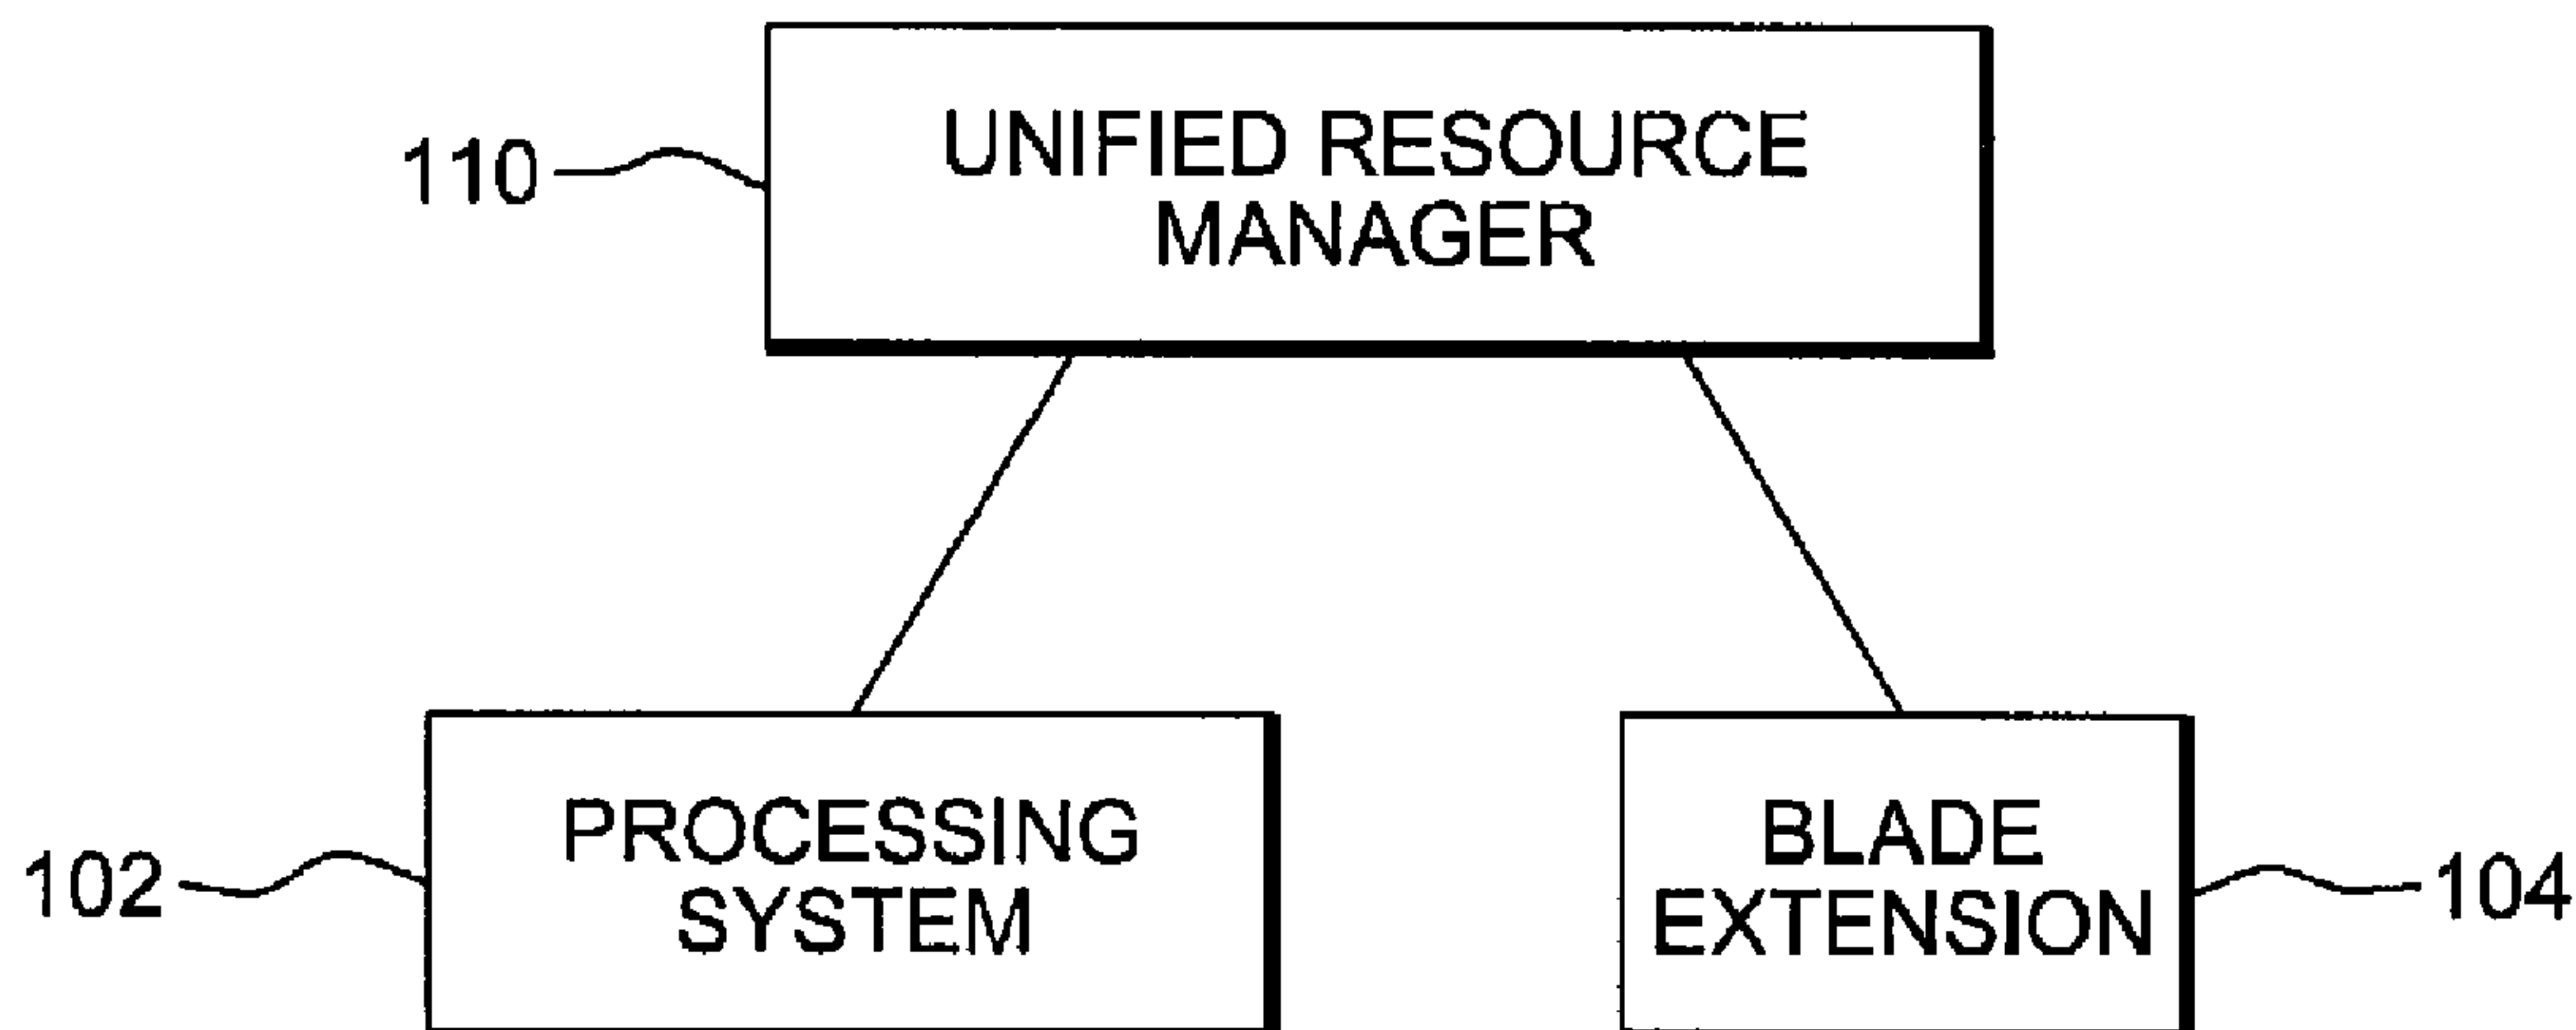 110
UNIFIED RESOURCE
MANAGER
102
PROCESSING
SYSTEM
BLADE
EXTENSION
104